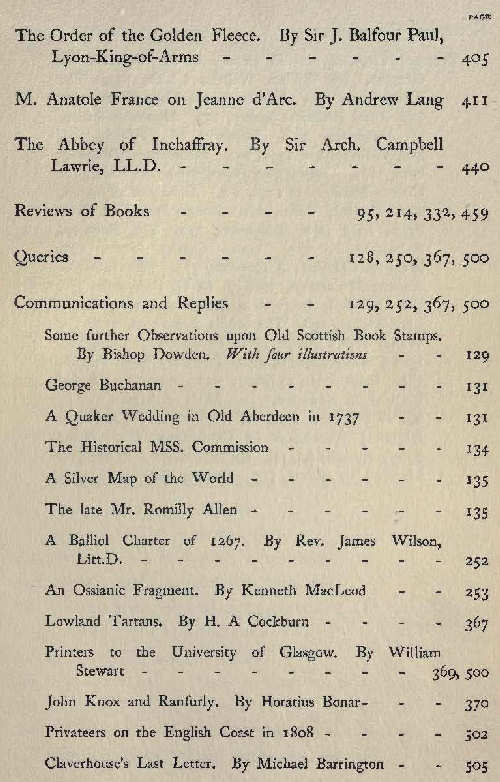 PAGE
The Order of the Golden Fleece. By Sir J. Balfour Paul,
Lyon-King-of-Arms - - - - - - 405
M. Anatole France on Jeanne d'Arc. By Andrew Lang 411
The Abbey of Inchaffray. By Sir Arch. Campbell
Lawrie, LL.D. - - - - - - - 440
Reviews of Books - - - - 95, 214, 332, 459
Queries - - - - - - 128, 250, 367, 500
Communications and Replies - - 129, 252, 367, 500
Some further Observations upon Old Scottish Book Stamps.
By Bishop Dowden. With four illustrations - - 129
George Buchanan - - - - - - - 131
A Quaker Wedding in Old Aberdeen in 1737 - - 131
The Historical MSS. Commission - - - - 134
A Silver Map of the World - - - - - 135
The late Mr. Romilly Allen - - - - - 135
A Balliol Charter of 1267. By Rev. James Wilson,
Litt.D. - - - - - - - - - 252
An Ossianic Fragment. By Kenneth MacLeod - - 253
Lowland Tartans. By H. A Cockburn - - - - 367
Printers to the University of Glasgow. By William
Stewart - - - - - - - - 369, 500
John Knox and Ranfurly. By Horatius Bonar- - - 370
Privateers on the English Coast in 1808 - - - - 502
Claverhouse's Last Letter. By Michael Barrington - - 505